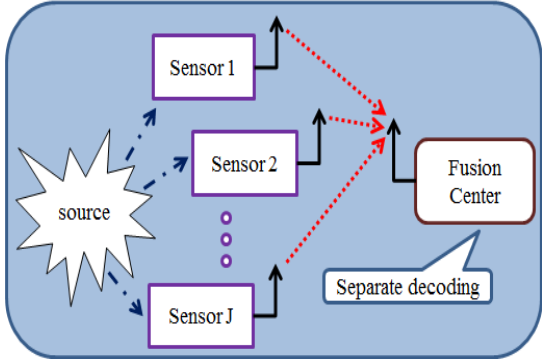 Sensor 1
Sensor 2
source
Fusion
Center
Separate decoding
Sensor J